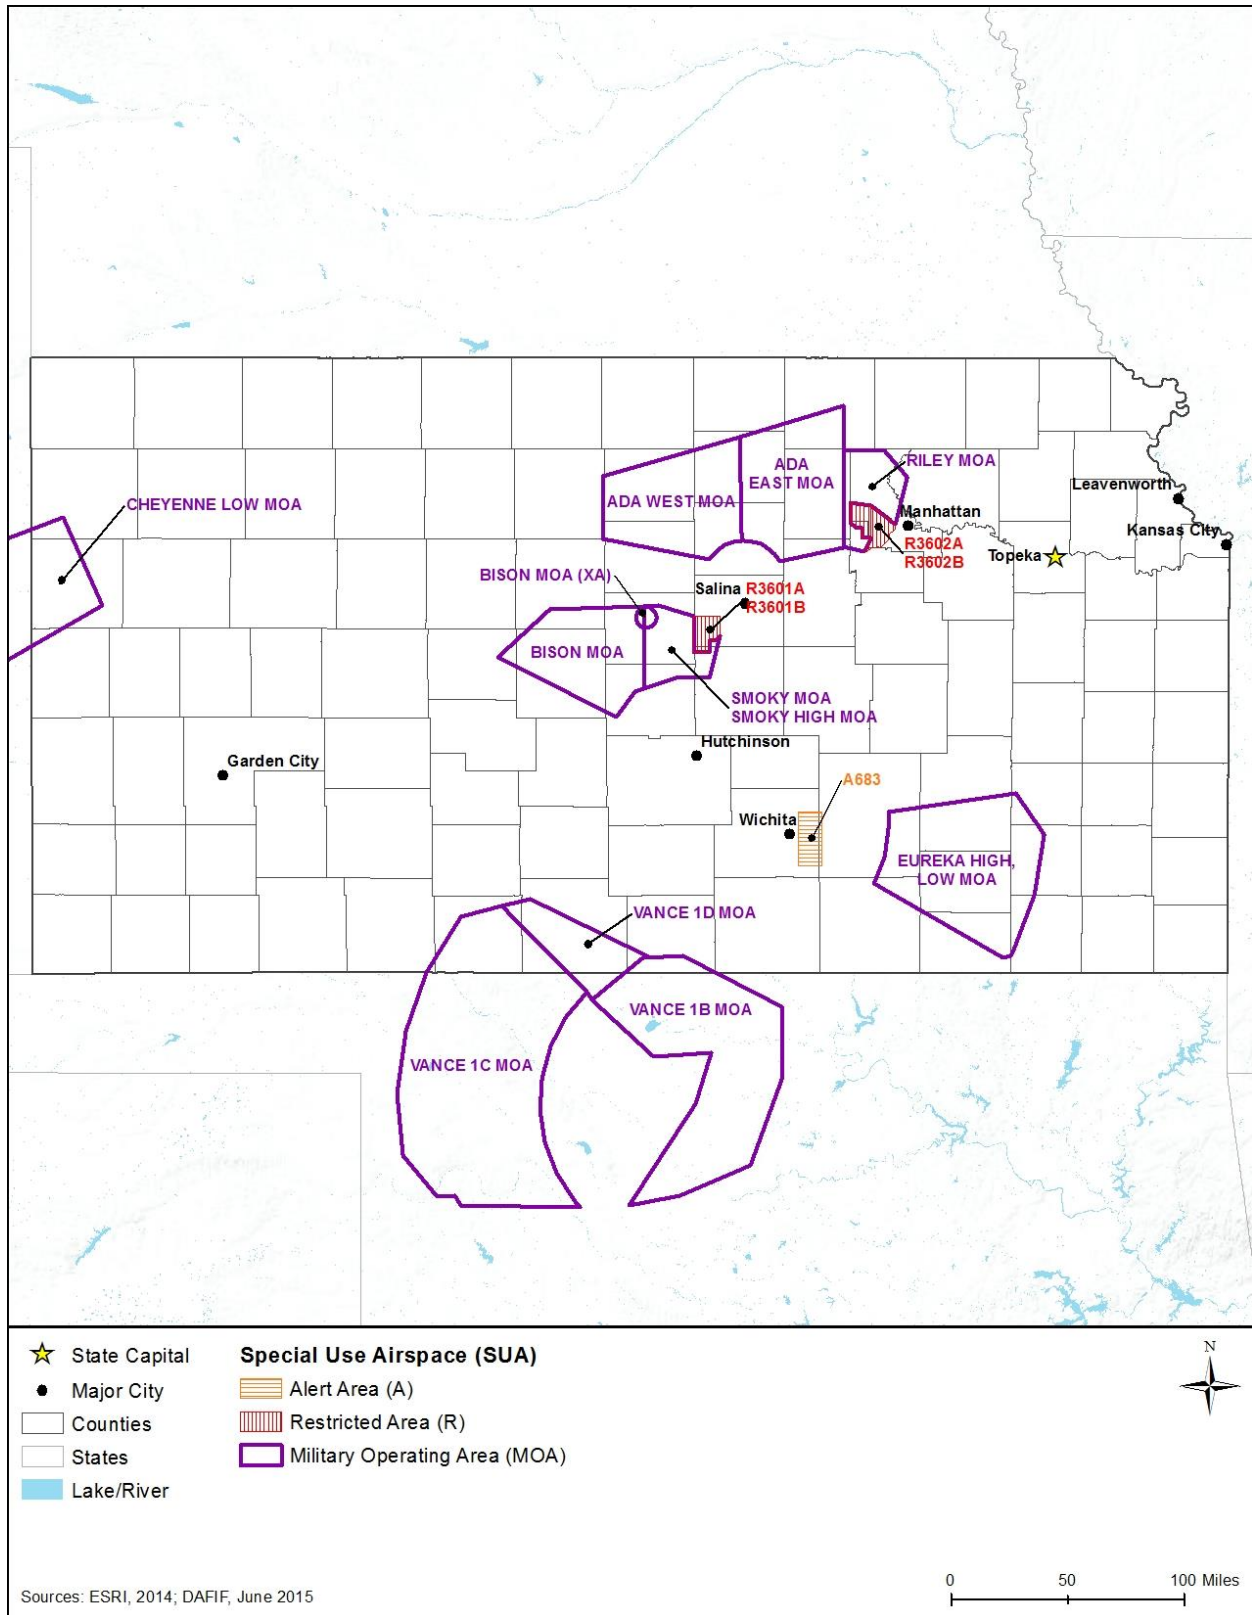 RILEY MOA
ADA
EAST MOA
Leavenworth
ADA WEST MOA
CHEYENNE LOW MOA
Manhattan
Kansas City
R3602A
R3602B
Topeka
BISON MOA (XA)
Salina
R3601A
R3601B
BISON MOA
SMOKY MOA
SMOKY HIGH MOA
Hutchinson
Garden City
A683
Wichita
EUREKA HIGH,
LOW MOA
VANCE 1D MOA
VANCE 1B MOA
VANCE 1C MOA
State Capital
Major City
Counties
States
Lake/River
Special Use Airspace (SUA)
Alert Area (A)
Restricted Area (R)
Military Operating Area (MOA)
N
Sources: ESRI, 2014; DAFIF, June 2015
0 50 100 Miles